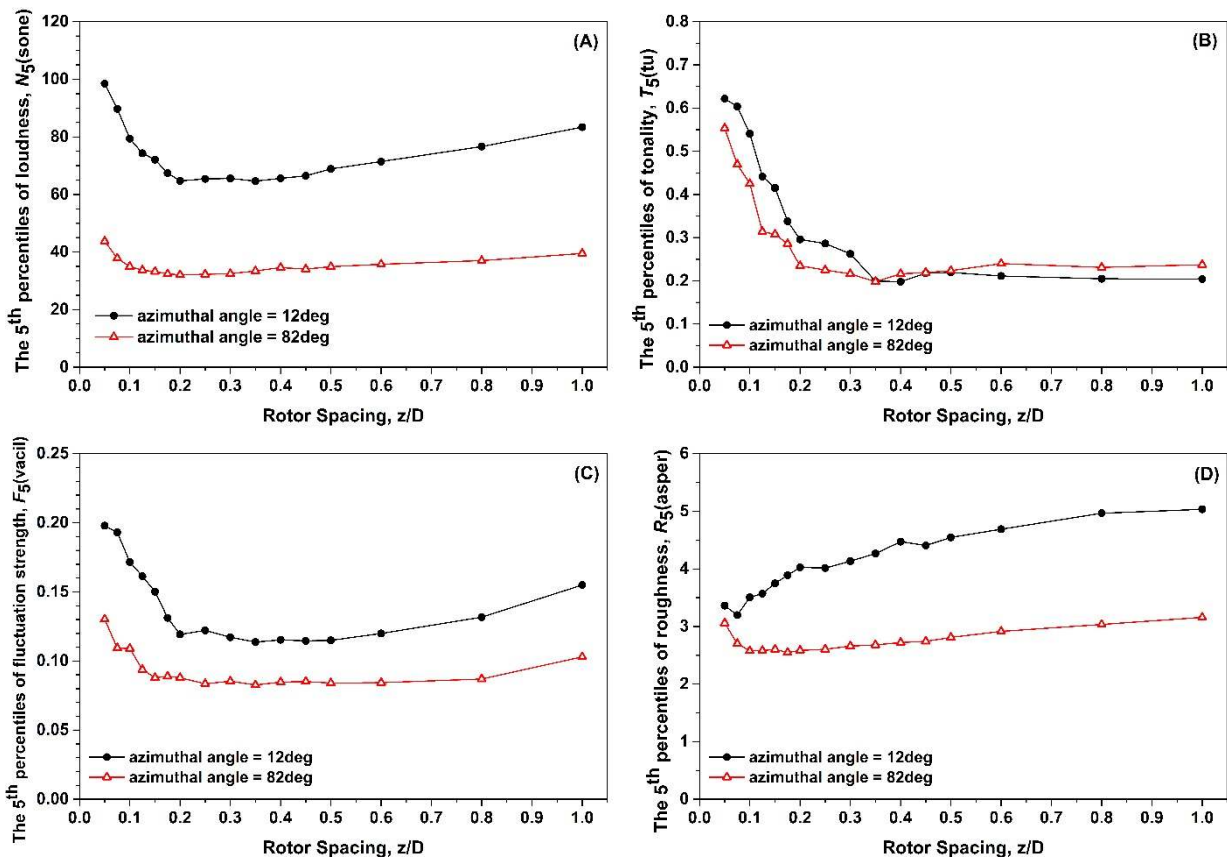 The 5th percentiles of loudness, N5(sone)
120
100
80
60
40
20
0
(A)
azimuthal angle = 12deg
azimuthal angle = 82deg
0.0 0.1 0.2 0.3 0.4 0.5 0.6 0.7 0.8 0.9 1.0
Rotor Spacing, z/D
The 5th percentiles of tonality, T5(tu)
0.8
0.7
0.6
0.5
0.4
0.3
0.2
0.1
0.0
(B)
azimuthal angle = 12deg
azimuthal angle = 82deg
0.0 0.1 0.2 0.3 0.4 0.5 0.6 0.7 0.8 0.9 1.0
Rotor Spacing, z/D
The 5th percentiles of fluctuation strength, F5(vacil)
0.25
0.20
0.15
0.10
0.05
0.00
(C)
azimuthal angle = 12deg
azimuthal angle = 82deg
0.0 0.1 0.2 0.3 0.4 0.5 0.6 0.7 0.8 0.9 1.0
Rotor Spacing, z/D
The 5th percentiles of roughness, R5(asper)
6
5
4
3
2
1
0
(D)
azimuthal angle = 12deg
azimuthal angle = 82deg
0.0 0.1 0.2 0.3 0.4 0.5 0.6 0.7 0.8 0.9 1.0
Rotor Spacing, z/D